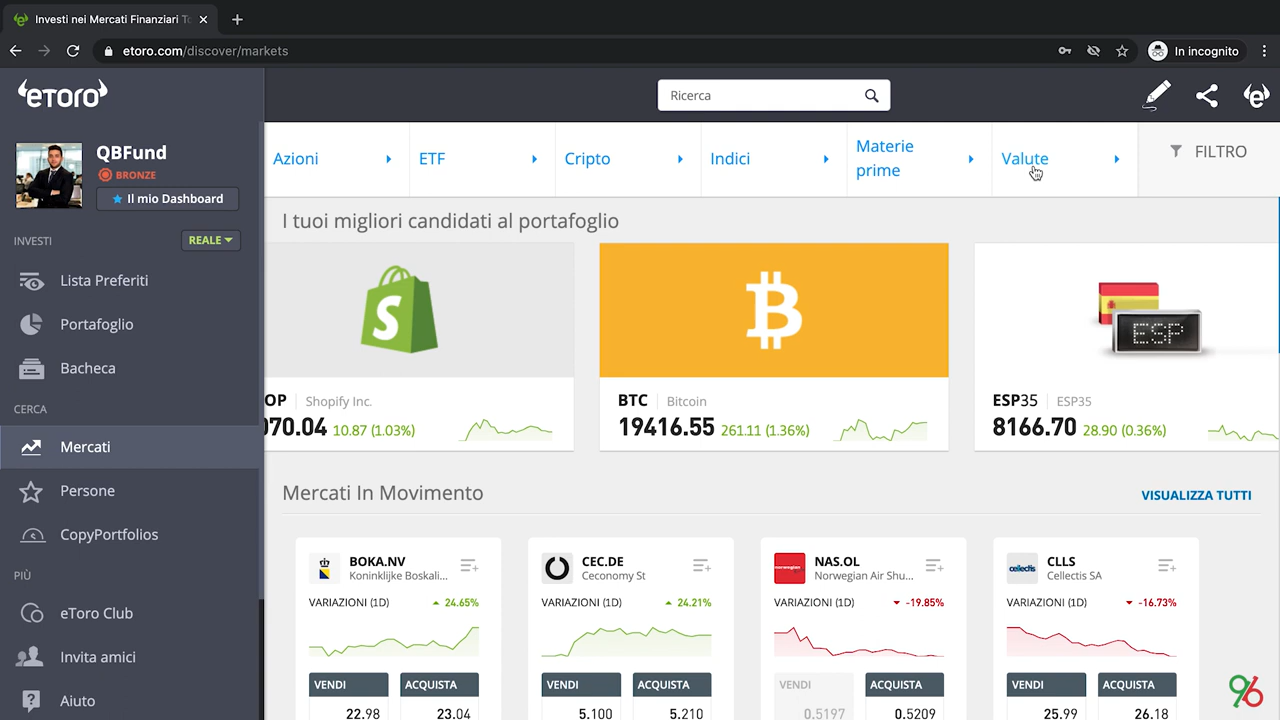 Investi nei Mercati Finanziari To
etoro.com/discover/markets
In incognito
eTORO
Ricerca
QBFund
BRONZE
Il mio Dashboard
INVESTI
REALE
Lista Preferiti
Portafoglio
Bacheca
CERCA
Mercati
Persone
CopyPortfolios
PIÙ
eToro Club
Invita amici
Aiuto
Azioni
ETF
Cripto
Indici
Materie
prime
Valute
FILTRO
I tuoi migliori candidati al portafoglio
S
OP Shopify Inc.
070.04 10.87 (1.03%)
BTC Bitcoin
19416.55 261.11 (1.36%)
ESP
ESP35 ESP35
8166.70 28.90 (0.36%)
Mercati In Movimento
VISUALIZZA TUTTI
BOKA.NV
Koninklijke Boskali...
VARIAZIONI (1D) 24.65%
VENDI ACQUISTA
22.98 23.04
CEC.DE
Ceconomy St
VARIAZIONI (1D) 24.21%
VENDI ACQUISTA
5.100 5.210
norwegian
NAS.OL
Norwegian Air Shu...
VARIAZIONI (1D) -19.85%
VENDI ACQUISTA
0.5197 0.5209
cellectis
CLLS
Cellectis SA
VARIAZIONI (1D) -16.73%
VENDI ACQUISTA
25.99 26.18